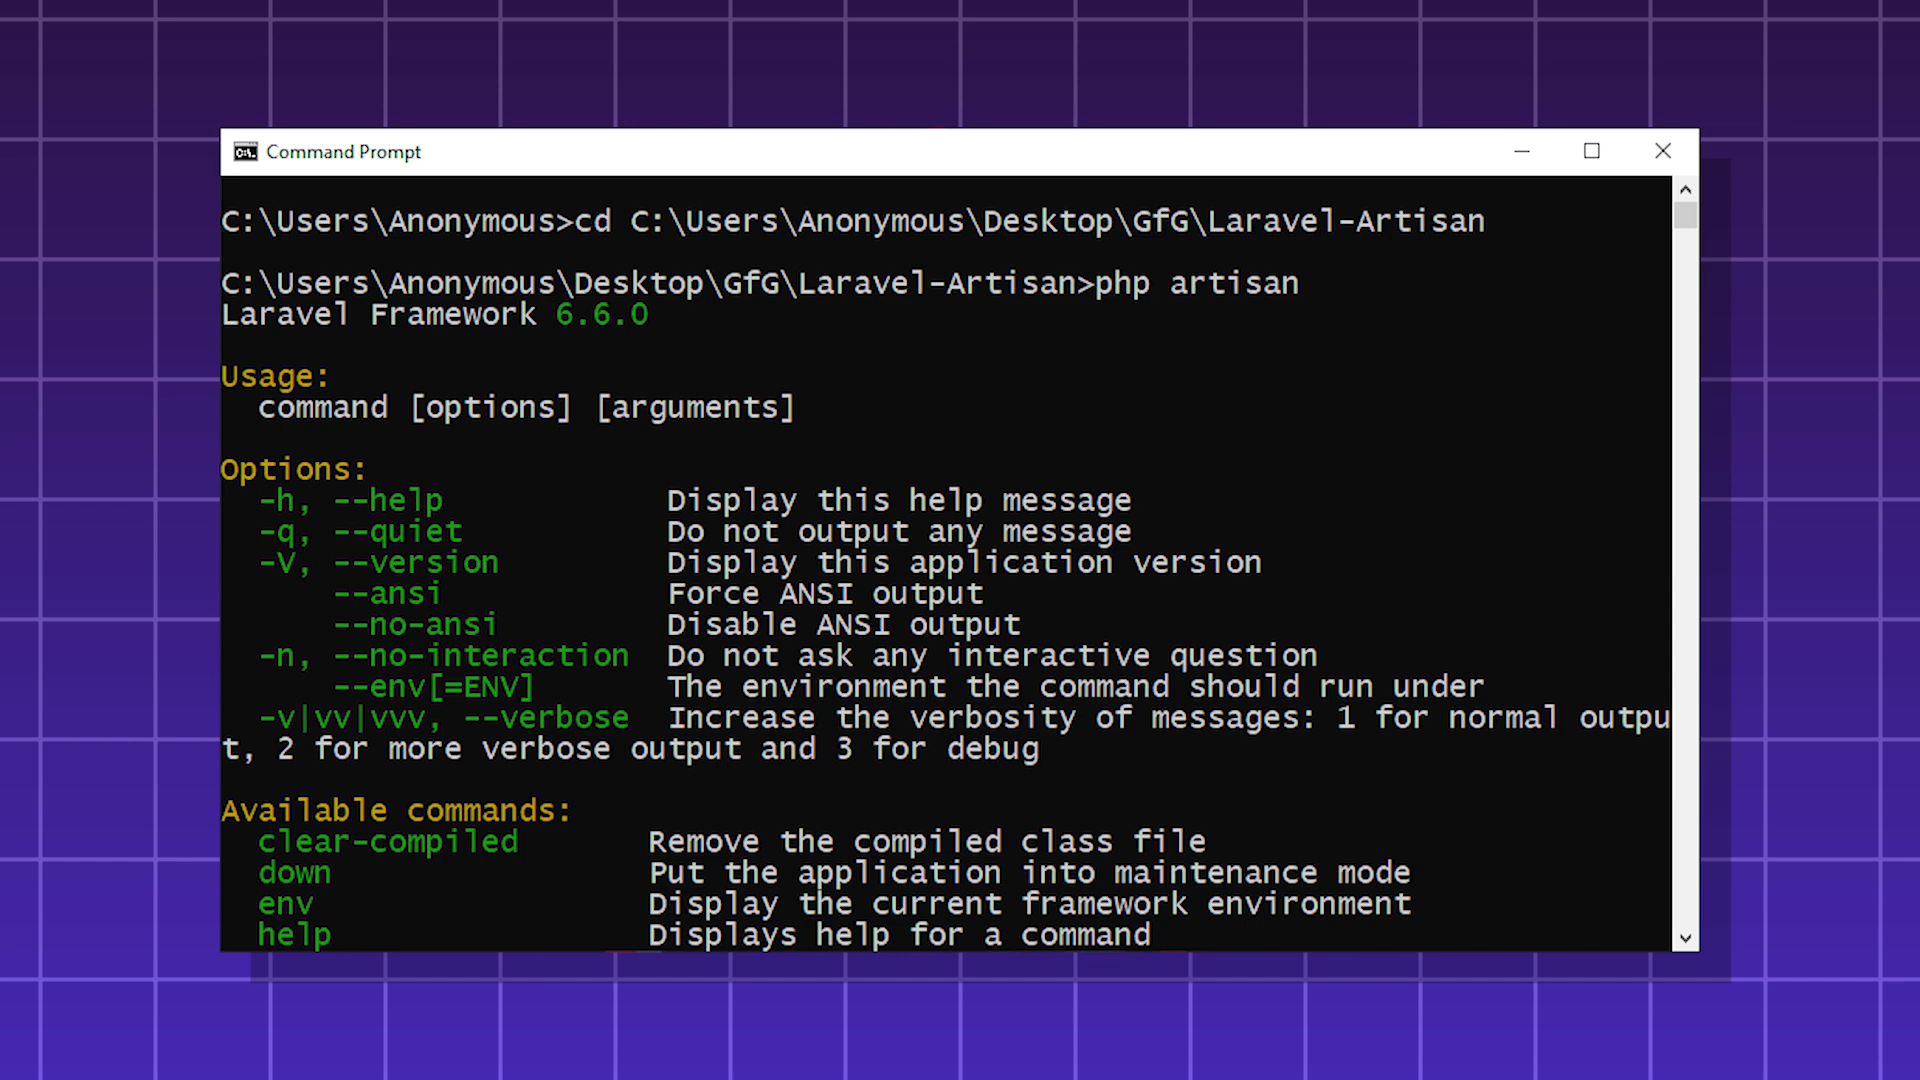 Command Prompt
C:\Users\Anonymous>cd C:\Users\Anonymous\Desktop\GfG\Laravel-Artisan
C:\Users\Anonymous\Desktop\GfG\Laravel-Artisan>php artisan
Laravel Framework 6.6.0
Usage:
command [options] [arguments]
Options:
-h, --help Display this help message
-q, --quiet Do not output any message
-V, --version Display this application version
--ansi Force ANSI output
--no-ansi Disable ANSI output
-n, --no-interaction Do not ask any interactive question
--env[=ENV] The environment the command should run under
-v|vv|vvv, --verbose Increase the verbosity of messages: 1 for normal outpu
t, 2 for more verbose output and 3 for debug
Available commands:
clear-compiled Remove the compiled class file
down Put the application into maintenance mode
env Display the current framework environment
help Displays help for a command